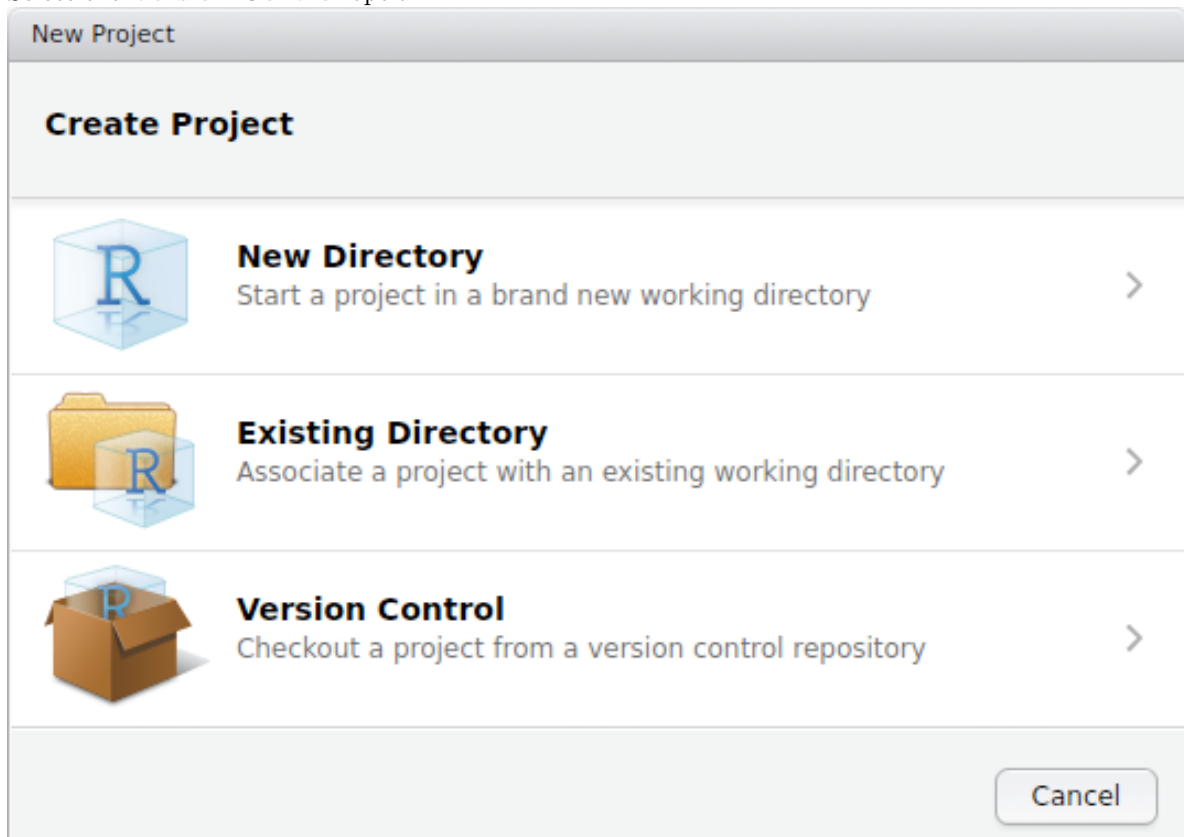 New Project
Create Project
R
New Directory
Start a project in a brand new working directory
R
Existing Directory
Associate a project with an existing working directory
R
Version Control
Checkout a project from a version control repository
Cancel